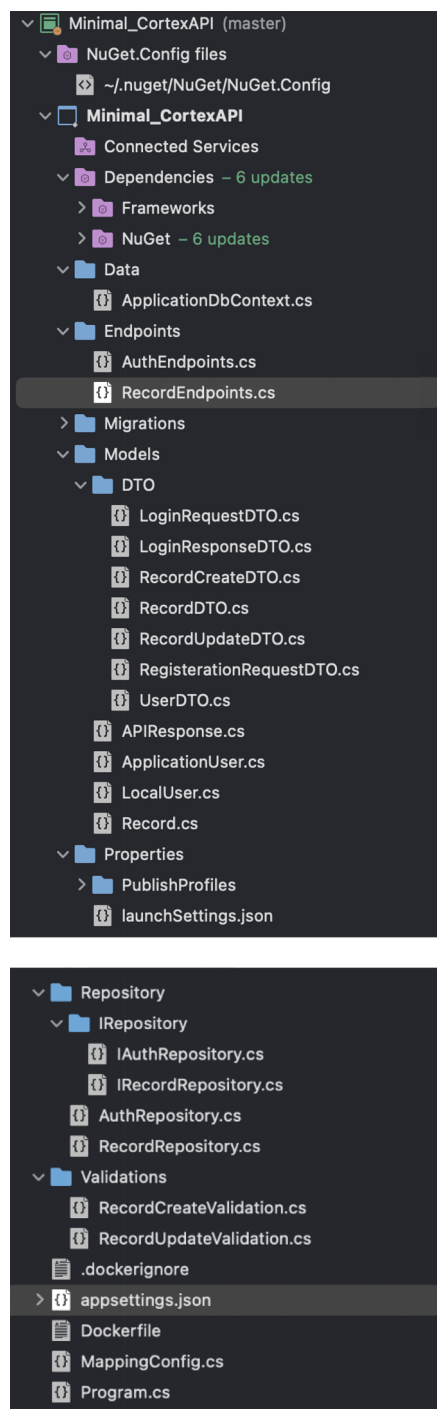 Minimal_CortexAPI (master)
NuGet.Config files
~/.nuget/NuGet/NuGet.Config
Minimal_CortexAPI
Connected Services
Dependencies – 6 updates
Frameworks
NuGet – 6 updates
Data
ApplicationDbContext.cs
Endpoints
AuthEndpoints.cs
RecordEndpoints.cs
Migrations
Models
DTO
LoginRequestDTO.cs
LoginResponseDTO.cs
RecordCreateDTO.cs
RecordDTO.cs
RecordUpdateDTO.cs
RegisterationRequestDTO.cs
UserDTO.cs
APIResponse.cs
ApplicationUser.cs
LocalUser.cs
Record.cs
Properties
PublishProfiles
launchSettings.json
Repository
IRepository
IAuthRepository.cs
IRecordRepository.cs
AuthRepository.cs
RecordRepository.cs
Validations
RecordCreateValidation.cs
RecordUpdateValidation.cs
.dockerignore
appsettings.json
Dockerfile
MappingConfig.cs
Program.cs